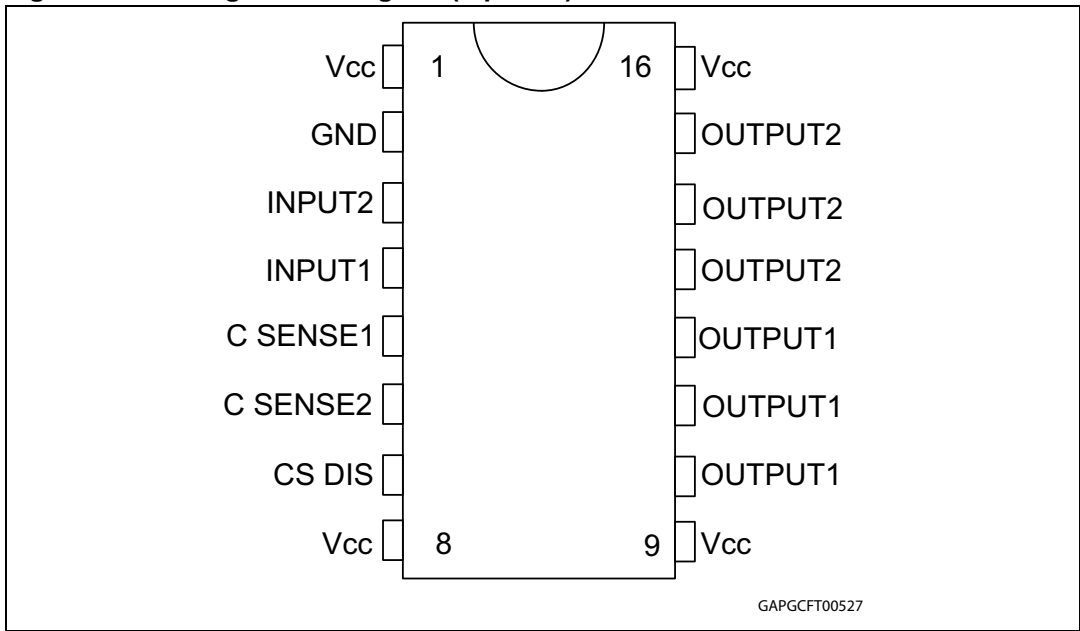 Vcc 1 16 Vcc
GND OUTPUT2
INPUT2 OUTPUT2
INPUT1 OUTPUT2
C SENSE1 OUTPUT1
C SENSE2 OUTPUT1
CS DIS OUTPUT1
Vcc 8 9 Vcc
GAPGCFT00527